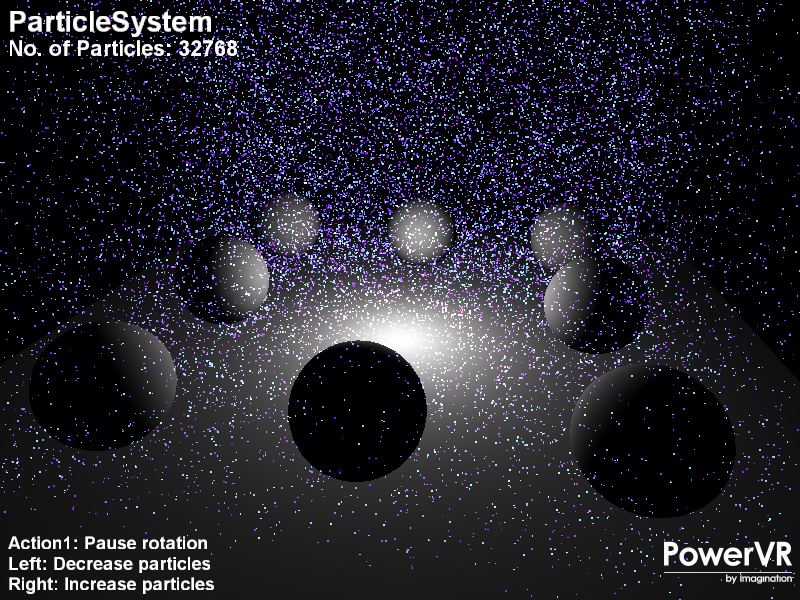 ParticleSystem
No. of Particles: 32768
Action1: Pause rotation
Left: Decrease particles
Right: Increase particles
PowerVR
by Imagination